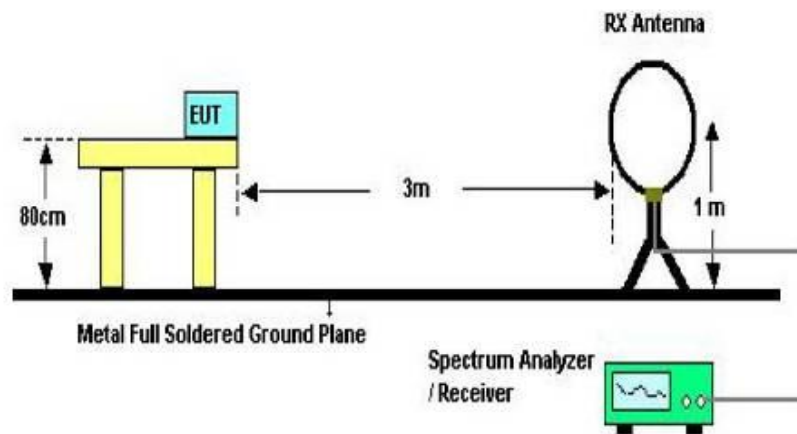 RX Antenna
EUT
3m
80cm
1 m
Metal Full Soldered Ground Plane
Spectrum Analyzer
/ Receiver